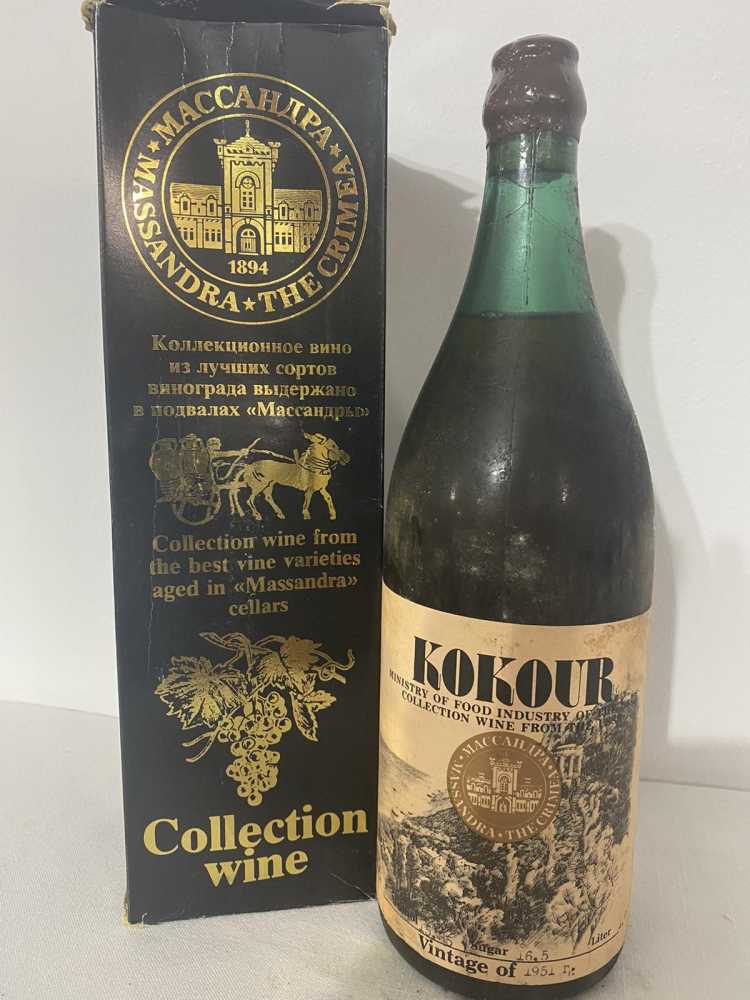 МАССАНДРА
MASSANDRA ★ THE CRIMEA
1894
Коллекционное вино
из лучших сортов
винограда выдержано
в подвалах «Массандры»
Collection wine from
the best vine varieties
aged in «Massandra»
cellars
Collection
wine
KOKOUR
MINISTRY OF FOOD INDUSTRY OF
COLLECTION WINE FROM THE
МАССАНДРА
MASSANDRA THE CRIMEA
Sugar 16.5 Liter
Vintage of 1951 г.